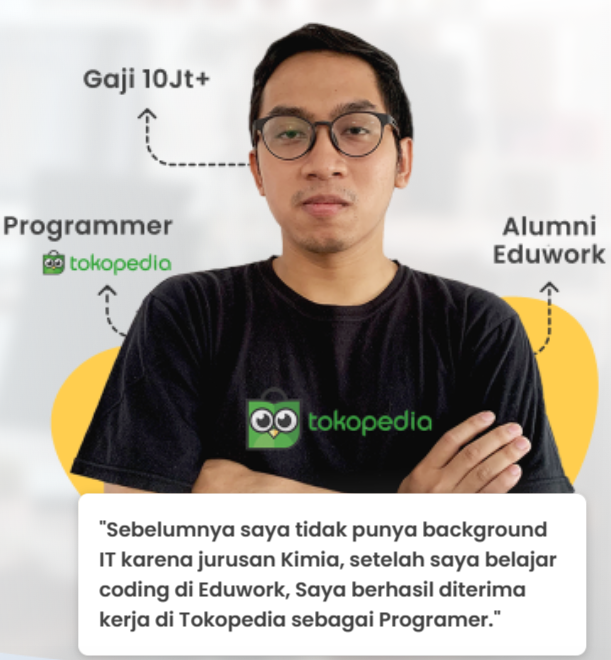 Gaji 10Jt+
Programmer
tokopedia
Alumni
Eduwork
tokopedia
"Sebelumnya saya tidak punya background
IT karena jurusan Kimia, setelah saya belajar
coding di Eduwork, Saya berhasil diterima
kerja di Tokopedia sebagai Programer."